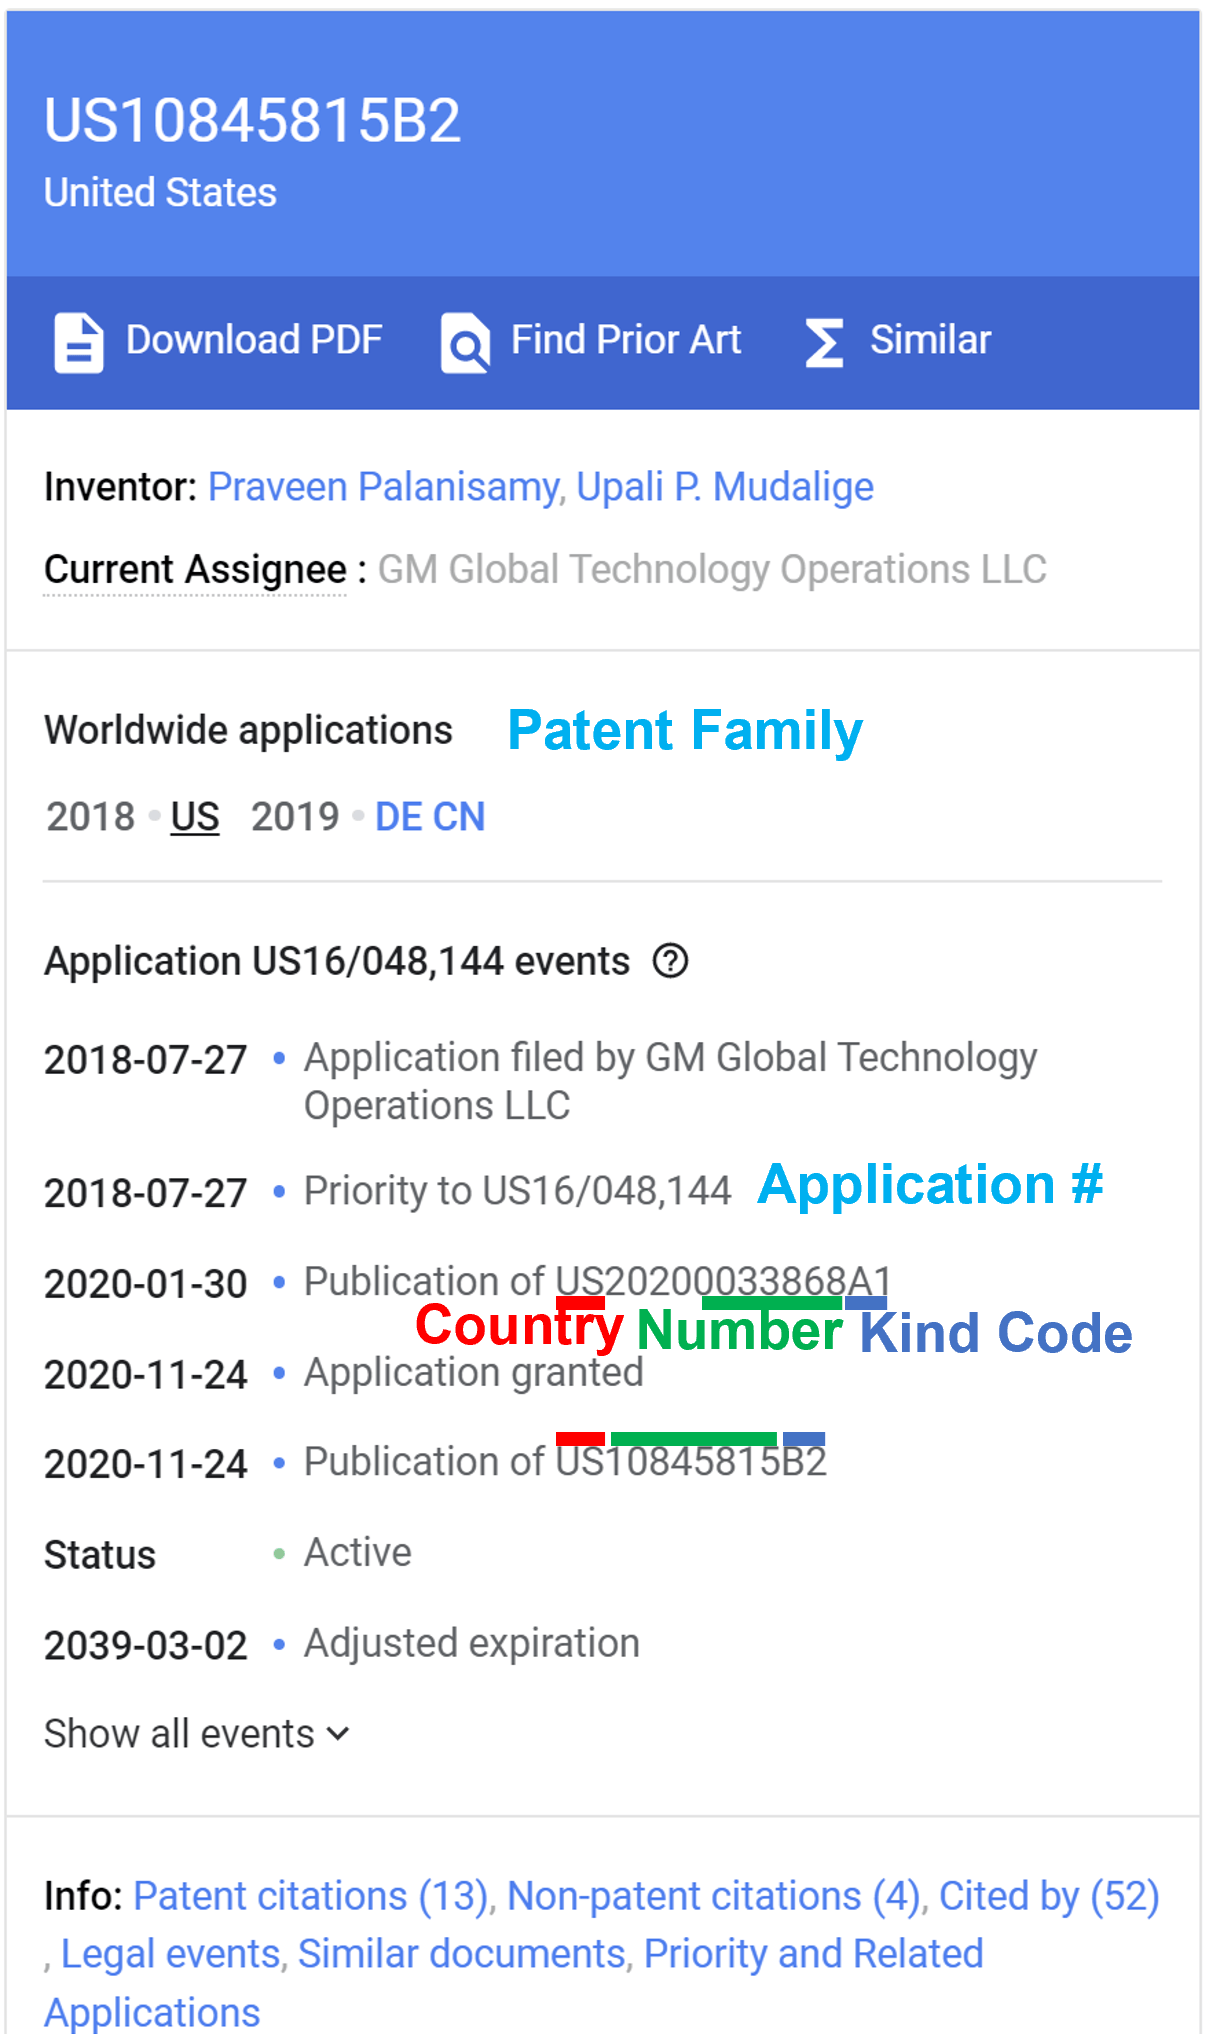 US10845815B2
United States
Download PDF Find Prior Art Similar
Inventor: Praveen Palanisamy, Upali P. Mudalige
Current Assignee : GM Global Technology Operations LLC
Worldwide applications Patent Family
2018 • US 2019 • DE CN
Application US16/048,144 events ?
2018-07-27 • Application filed by GM Global Technology
Operations LLC
2018-07-27 • Priority to US16/048,144 Application #
2020-01-30 • Publication of US20200033868A1
Country Number Kind Code
2020-11-24 • Application granted
2020-11-24 • Publication of US10845815B2
Status • Active
2039-03-02 • Adjusted expiration
Show all events
Info: Patent citations (13), Non-patent citations (4), Cited by (52)
, Legal events, Similar documents, Priority and Related
Applications